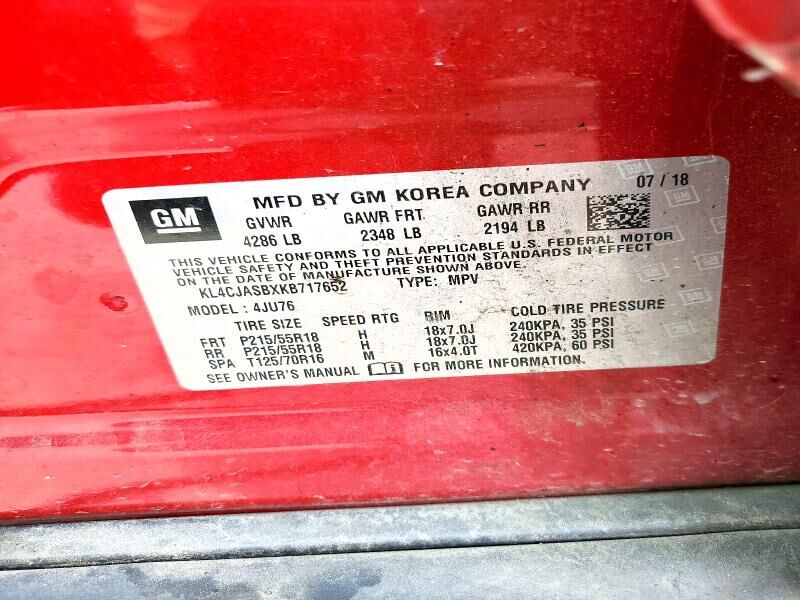 GM MFD BY GM KOREA COMPANY 07 / 18
GVWR GAWR FRT GAWR RR
4286 LB 2348 LB 2194 LB
THIS VEHICLE CONFORMS TO ALL APPLICABLE U.S. FEDERAL MOTOR
VEHICLE SAFETY AND THEFT PREVENTION STANDARDS IN EFFECT
ON THE DATE OF MANUFACTURE SHOWN ABOVE.
KL4CJASBXKB717652 TYPE: MPV
MODEL : 4JU76
TIRE SIZE SPEED RTG RIM COLD TIRE PRESSURE
FRT P215/55R18 H 18x7.0J 240KPA, 35 PSI
RR P215/55R18 H 18x7.0J 240KPA, 35 PSI
SPA T125/70R16 M 16x4.0T 420KPA, 60 PSI
SEE OWNER'S MANUAL FOR MORE INFORMATION.